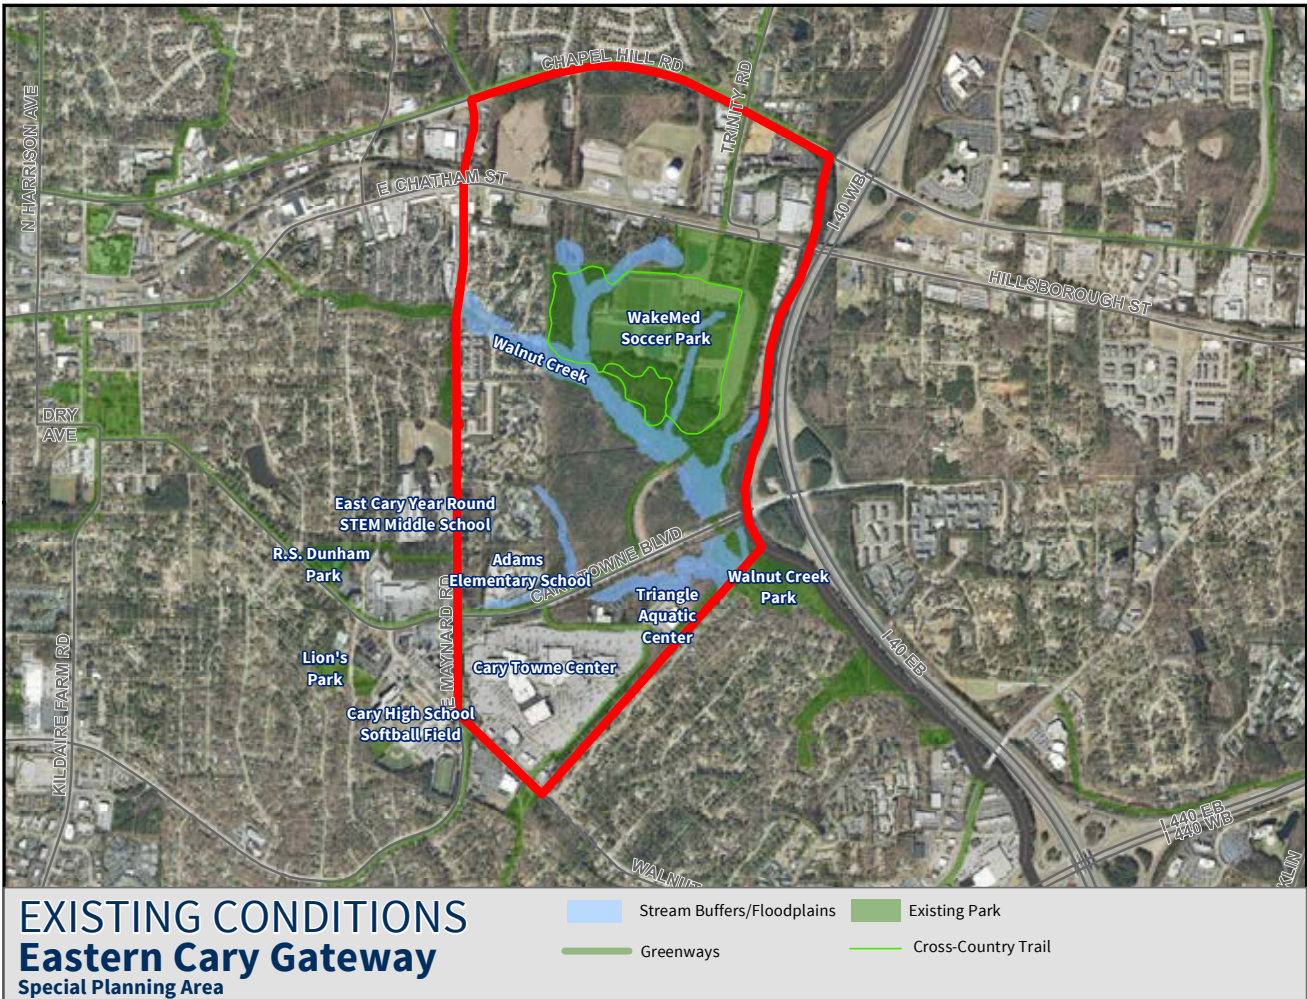 CHAPEL HILL RD
TRINITY RD
N HARRISON AVE
E CHATHAM ST
I 40 WB
HILLSBOROUGH ST
WakeMed
Soccer Park
Walnut Creek
DRY
AVE
East Cary Year Round
STEM Middle School
R.S. Dunham
Park
Adams
Elementary School
TOWNE BLVD
Walnut Creek
Park
Triangle
Aquatic
Center
E MAYNARD RD
I 40 EB
Lion's
Park
Cary Towne Center
KILDAIRE FARM RD
Cary High School
Softball Field
I 440 EB
I 440 WB
WALNUT
KLIN
EXISTING CONDITIONS
Eastern Cary Gateway
Special Planning Area
Stream Buffers/Floodplains
Existing Park
Greenways
Cross-Country Trail